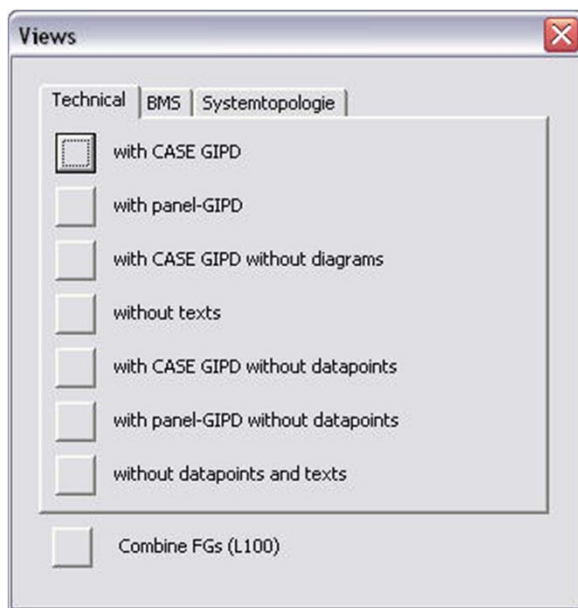 Views
Technical BMS Systemtopologie
with CASE GIPD
with panel-GIPD
with CASE GIPD without diagrams
without texts
with CASE GIPD without datapoints
with panel-GIPD without datapoints
without datapoints and texts
Combine FGs (L100)